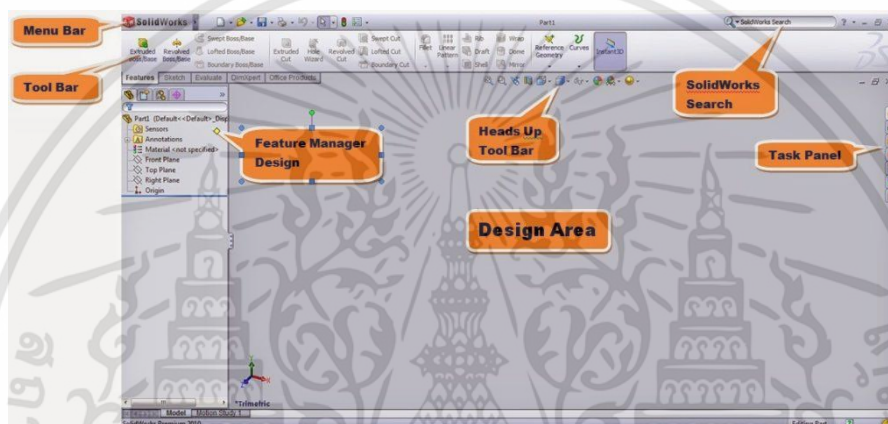 Menu Bar
SolidWorks
Part1
SolidWorks Search
Extruded Boss/Base
Revolved Boss/Base
Swept Boss/Base
Lofted Boss/Base
Boundary Boss/Base
Extruded Cut
Hole Wizard
Revolved Cut
Swept Cut
Lofted Cut
Boundary Cut
Fillet
Linear Pattern
Rib
Draft
Shell
Wrap
Dome
Mirror
Reference Geometry
Curves
Instant3D
Tool Bar
Features Sketch Evaluate DimXpert Office Products
SolidWorks
Search
Part1 (Default<<Default>_Disp
Sensors
Annotations
Material <not specified>
Front Plane
Top Plane
Right Plane
Origin
Feature Manager
Design
Heads Up
Tool Bar
Task Panel
Design Area
*Trimetric
Model Motion Study 1
SolidWorks Premium 2010
Editing Part